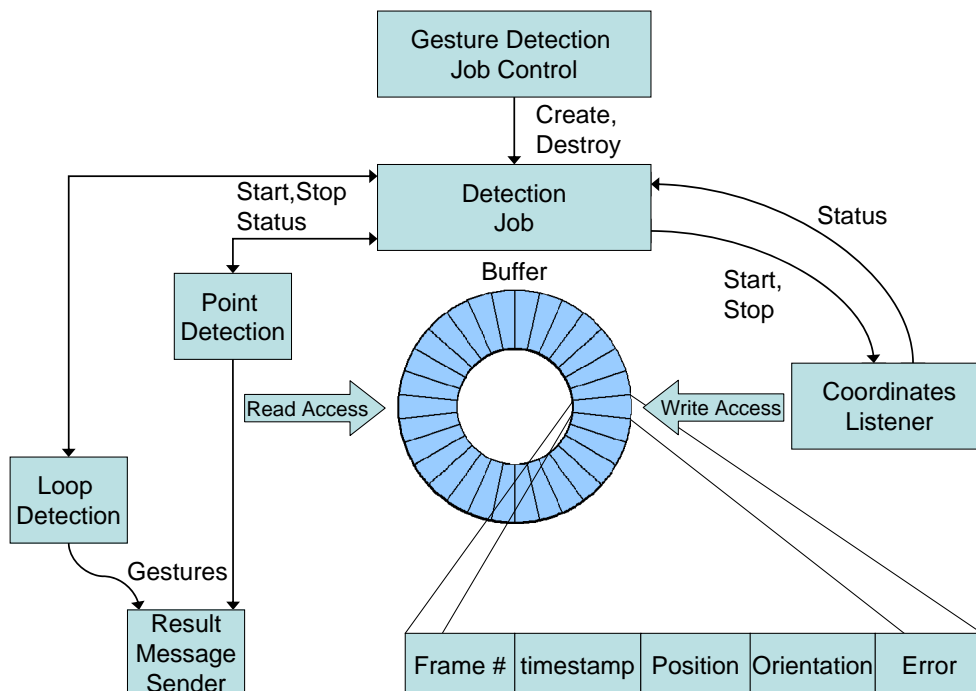 Gesture Detection
Job Control
Create,
Destroy
Detection
Job
Start,Stop
Status
Status
Start,
Stop
Buffer
Point
Detection
Read Access
Write Access
Coordinates
Listener
Loop
Detection
Gestures
Result
Message
Sender
Frame # timestamp Position Orientation Error